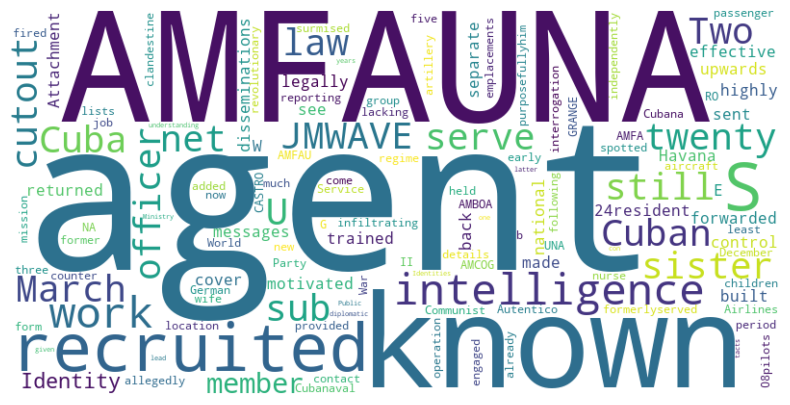 AMFAUNA
agent
known
recruited
s
intelligence
JMWAVE
Cuban
Cuba
law
Two
twenty
serve
net
cutout
officer
sister
still
March
work
sub
u
member
Identity
control
built
national
back
made
trained
messages
motivated
cover
returned
legally
see
separate
effective
upwards
highly
sent
forwarded
Havana
24resident
disseminations
Attachment
fired
lists
job
clandestine
surmised
reporting
group
lacking
five
revolutionary
artillery
emplacements
purposefullyhim
interrogation
independently
GRANGE
passenger
RO
Cubana
AMFA
spotted
aircraft
E
least
December
nurse
children
Airlines
period
08pilots
formerlyserved
Autentico
Communist
details
AMCOG
following
UNA
b
early
held
AMBOA
infiltrating
regime
Service
G
new
come
much
AMFAU
W
CASTRO
added
now
World
War
II
Party
counter
German
wife
provided
location
contact
Cubanaval
allegedly
form
three
former
NA
mission
understanding
years
Ministry
diplomatic
Public
given
lead
Identities
latter
one
operation
engaged
already
facts